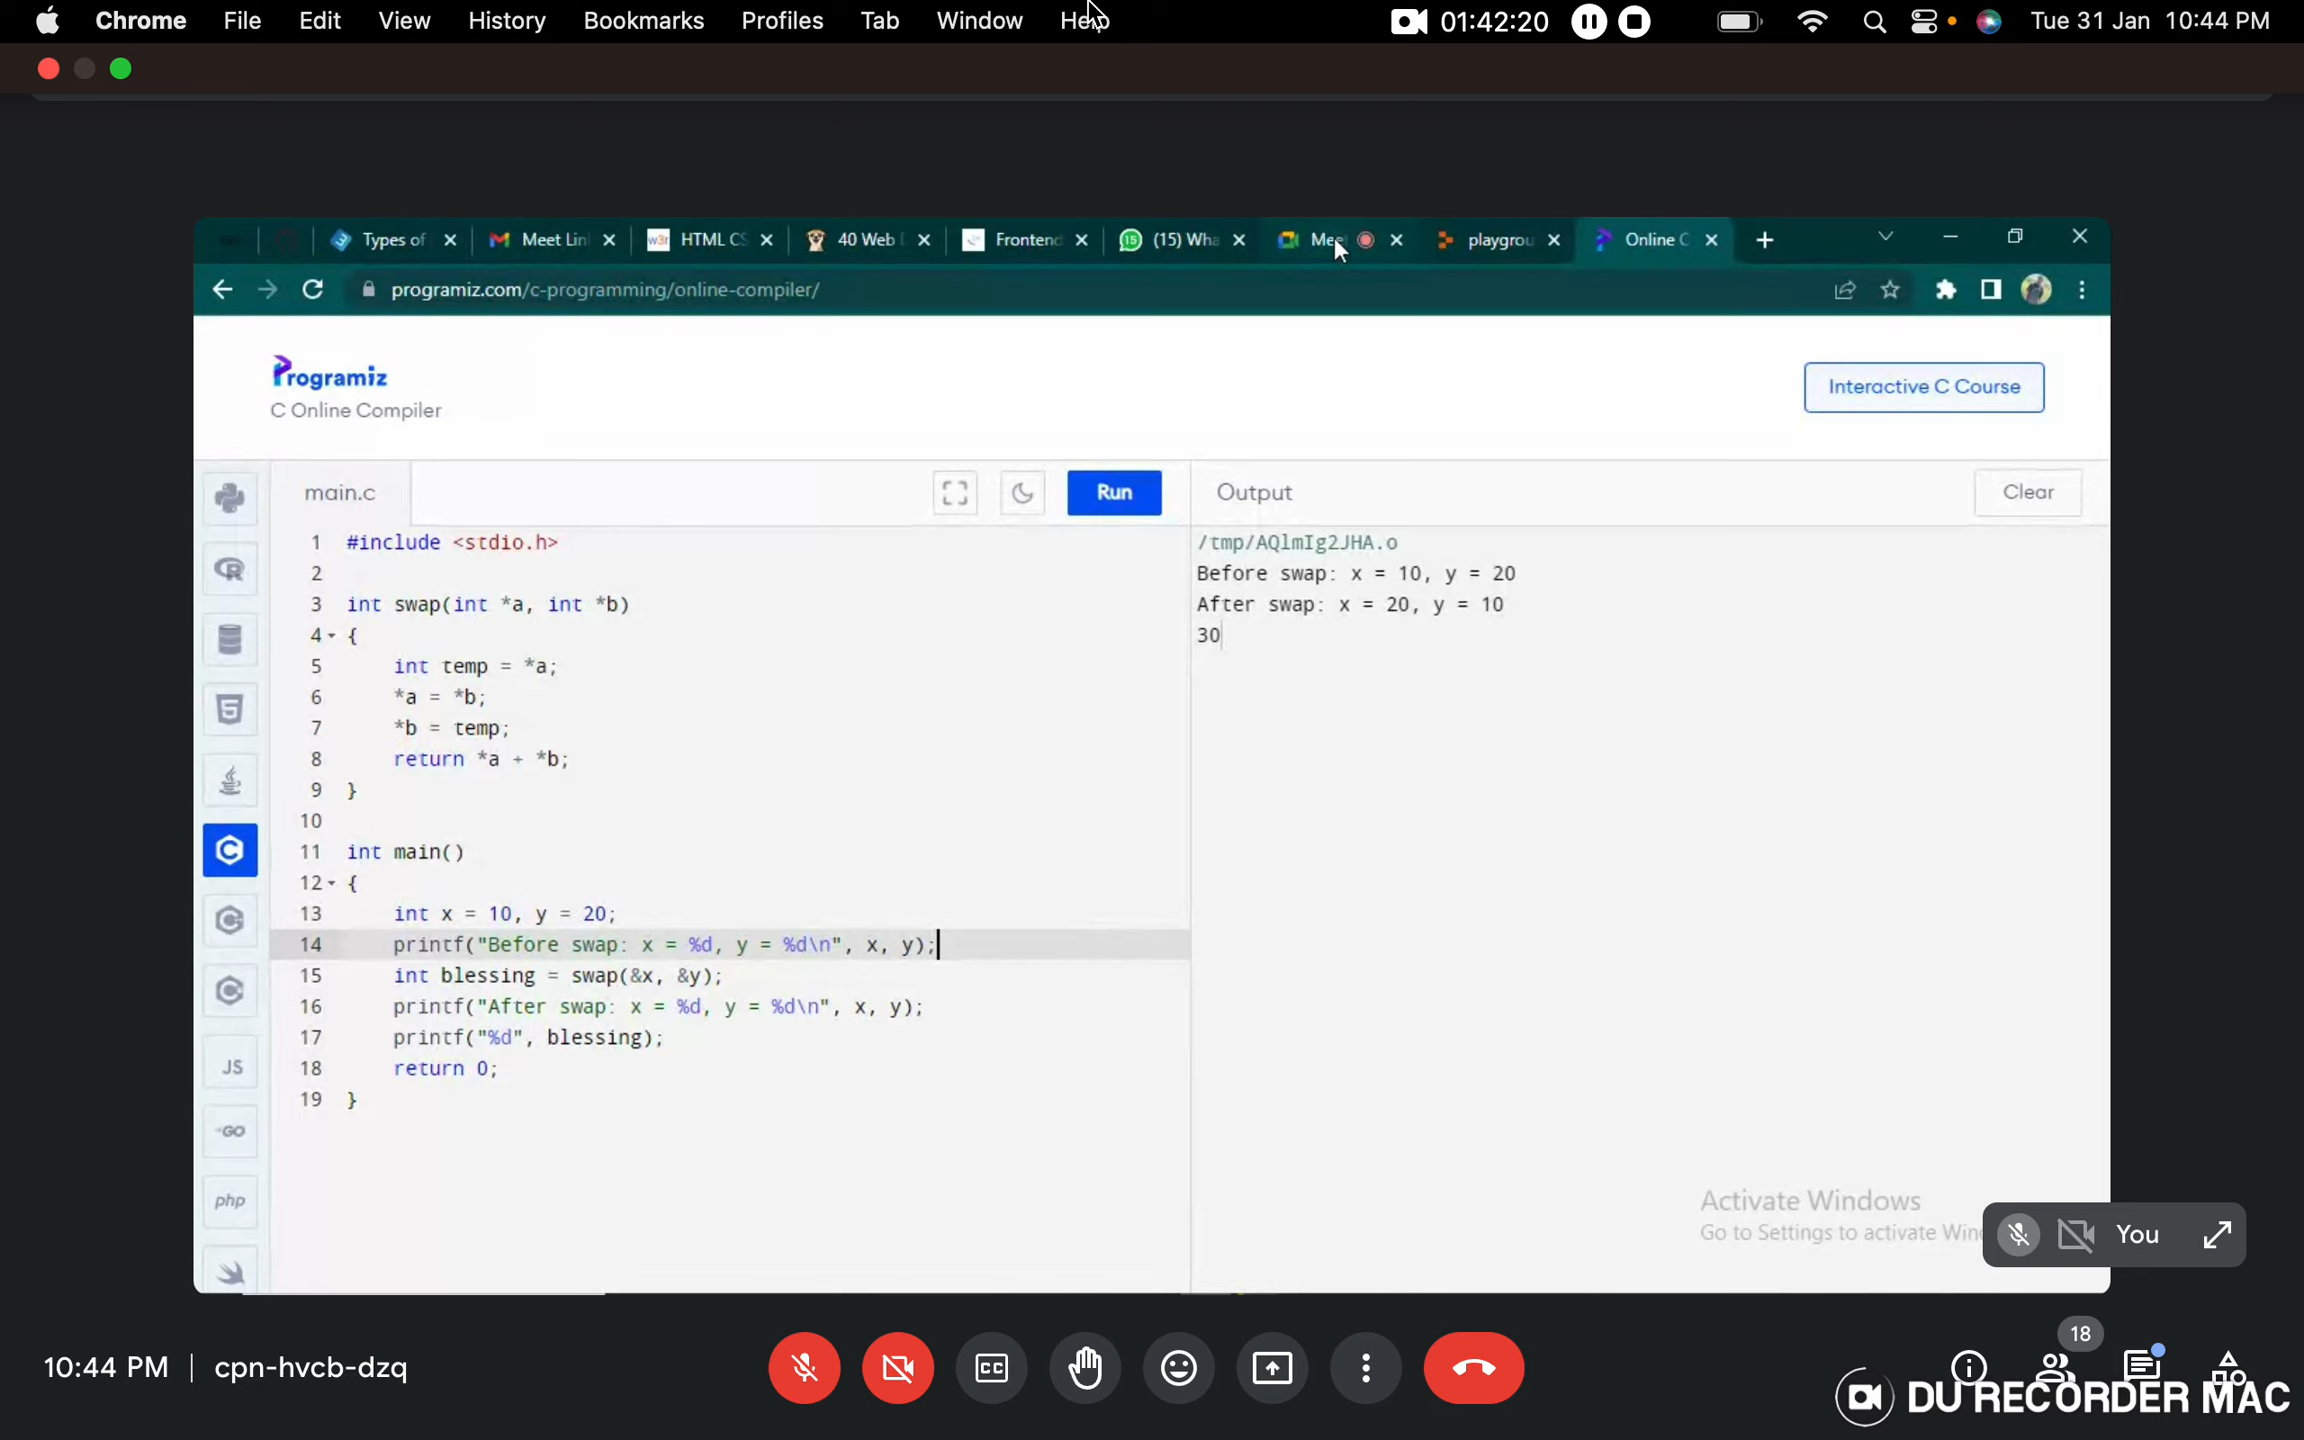 Chrome File Edit View History Bookmarks Profiles Tab Window Help 01:42:20 Tue 31 Jan 10:44 PM
Types of Meet Lin HTML CS 40 Web Frontend (15) Wha Mee playgrou Online C
programiz.com/c-programming/online-compiler/
Programiz
C Online Compiler
Interactive C Course
main.c
Run
Output
Clear
1 #include <stdio.h>
2
3 int swap(int *a, int *b)
4 {
5 int temp = *a;
6 *a = *b;
7 *b = temp;
8 return *a + *b;
9 }
10
11 int main()
12 {
13 int x = 10, y = 20;
14 printf("Before swap: x = %d, y = %d\n", x, y);
15 int blessing = swap(&x, &y);
16 printf("After swap: x = %d, y = %d\n", x, y);
17 printf("%d", blessing);
18 return 0;
19 }
/tmp/AQlmIg2JHA.o
Before swap: x = 10, y = 20
After swap: x = 20, y = 10
30
JS
GO
php
Activate Windows
Go to Settings to activate Win
You
10:44 PM cpn-hvcb-dzq
18
DU RECORDER MAC